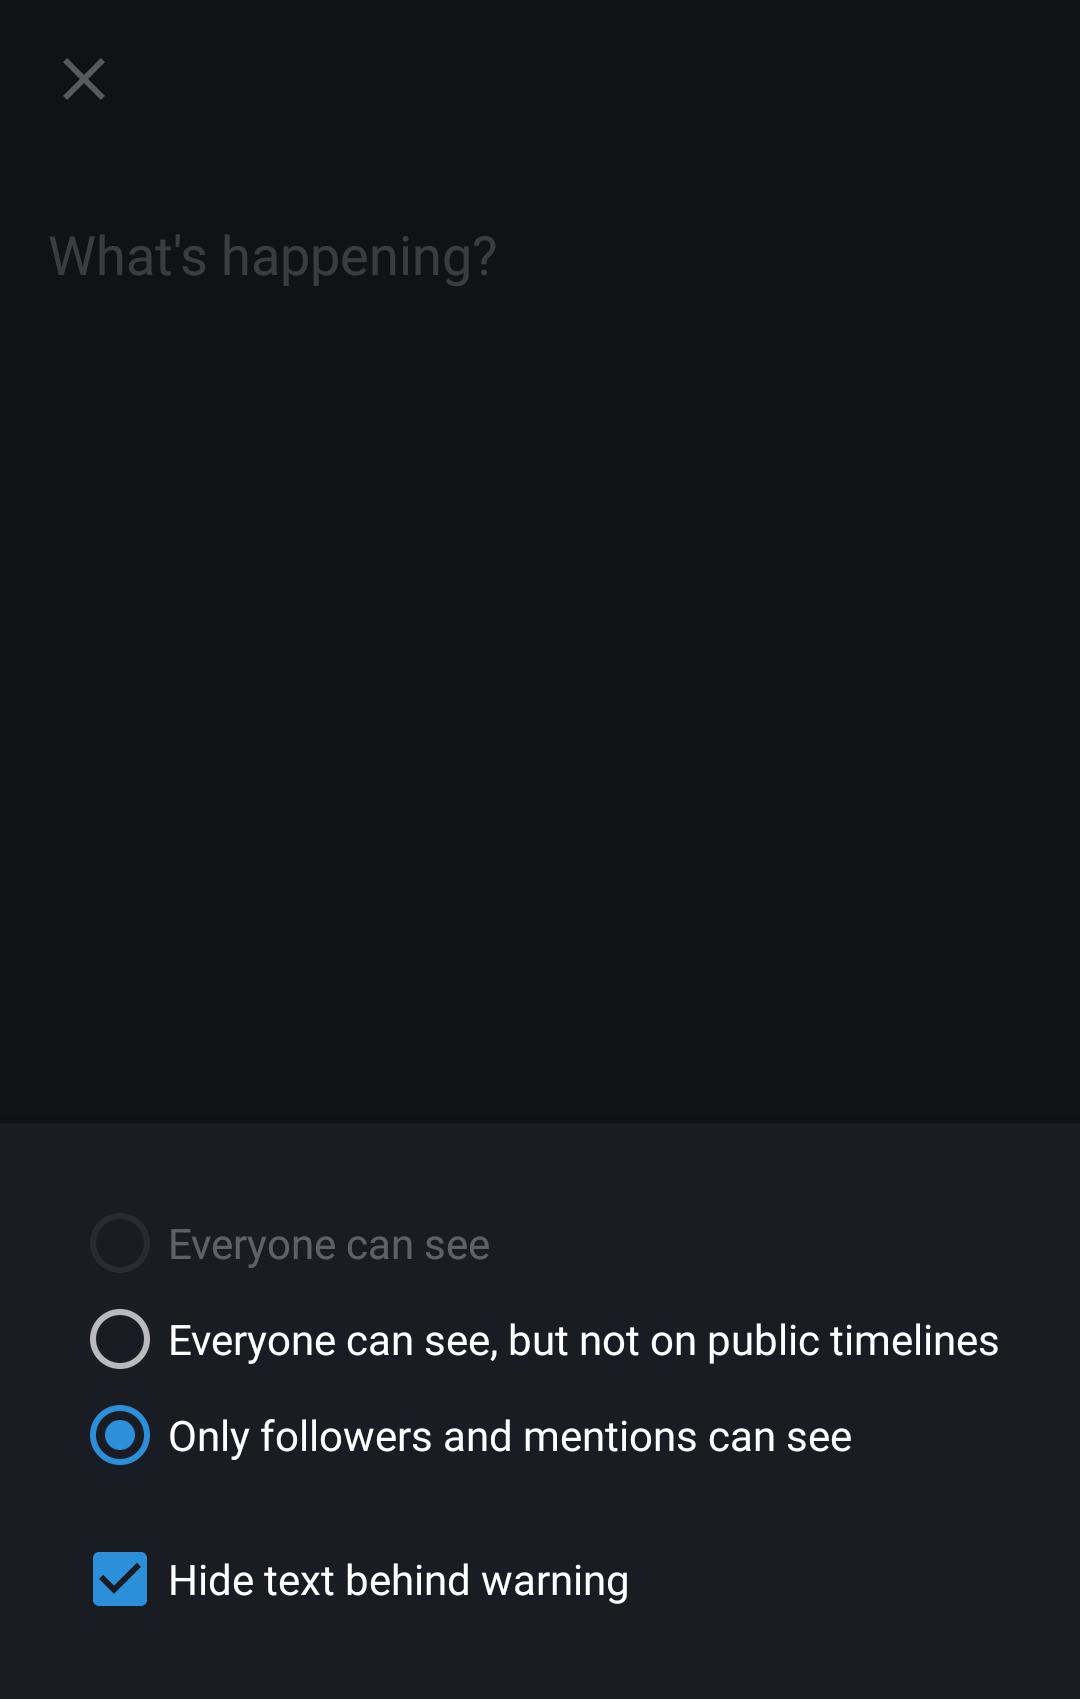 What's happening?
Everyone can see
Everyone can see, but not on public timelines
Only followers and mentions can see
Hide text behind warning